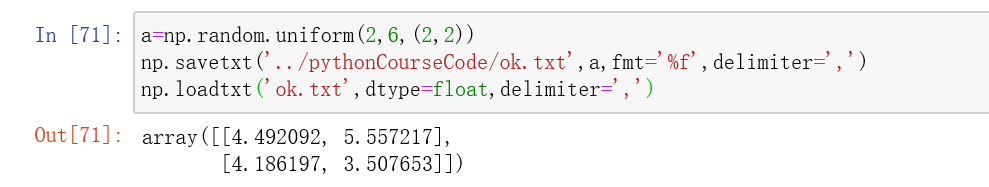 In [71]: a=np.random.uniform(2,6,(2,2))
np.savetxt('../pythonCourseCode/ok.txt',a,fmt='%f',delimiter=',')
np.loadtxt('ok.txt',dtype=float,delimiter=',')
Out[71]: array([[4.492092, 5.557217],
[4.186197, 3.507653]])